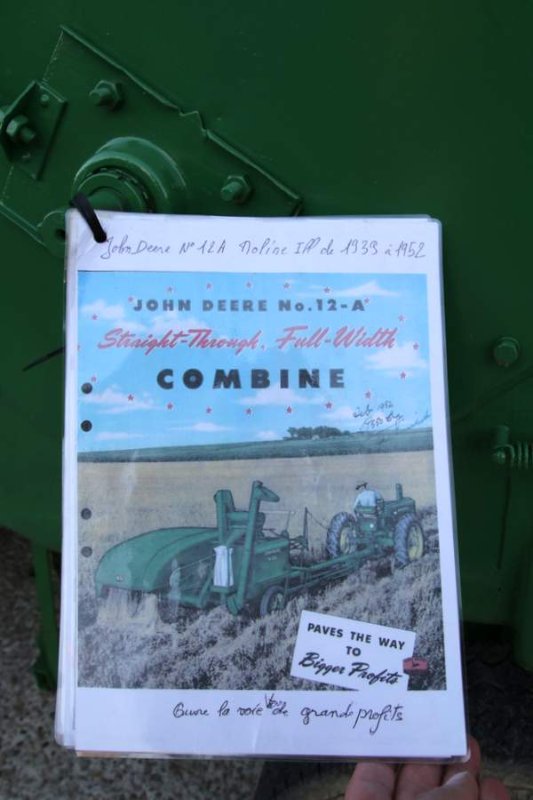 John Deere N° 12A Moline Ill de 1939 à 1952
JOHN DEERE No. 12-A
Straight-Through, Full-Width
COMBINE
PAVES THE WAY
TO
Bigger Profits
Ouvre la voie de grands profits